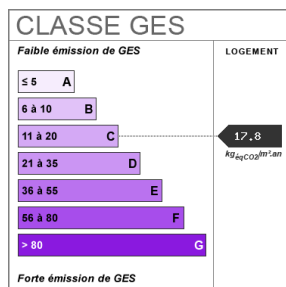 CLASSE GES
Faible émission de GES
LOGEMENT
≤ 5 A
6 à 10 B
11 à 20 C
17.8
kgéqCO2/m².an
21 à 35 D
36 à 55 E
56 à 80 F
> 80 G
Forte émission de GES